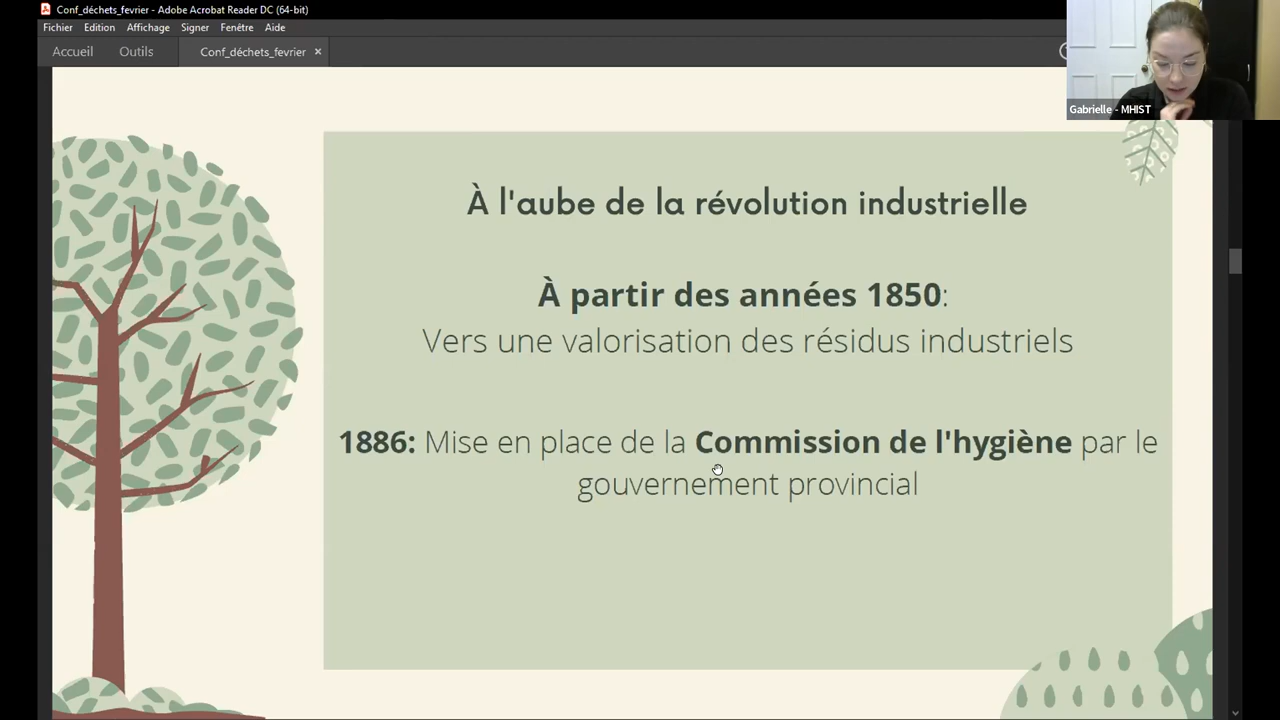 Conf_déchets_fevrier - Adobe Acrobat Reader DC (64-bit)
Fichier Edition Affichage Signer Fenêtre Aide
Accueil Outils Conf_déchets_fevrier ×
Gabrielle - MHIST
À l'aube de la révolution industrielle
À partir des années 1850:
Vers une valorisation des résidus industriels
1886: Mise en place de la Commission de l'hygiène par le
gouvernement provincial